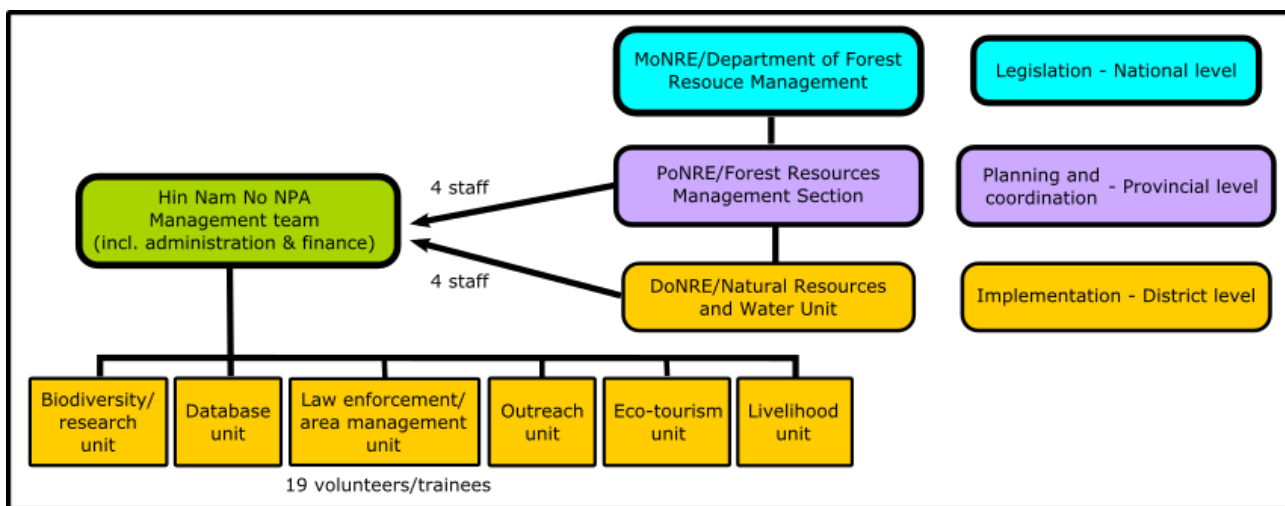 MoNRE/Department of Forest
Resouce Management
Legislation - National level
4 staff
PoNRE/Forest Resources
Management Section
Planning and
coordination - Provincial level
Hin Nam No NPA
Management team
(incl. administration & finance)
4 staff
DoNRE/Natural Resources
and Water Unit
Implementation - District level
Biodiversity/
research
unit
Database
unit
Law enforcement/
area management
unit
Outreach
unit
Eco-tourism
unit
Livelihood
unit
19 volunteers/trainees